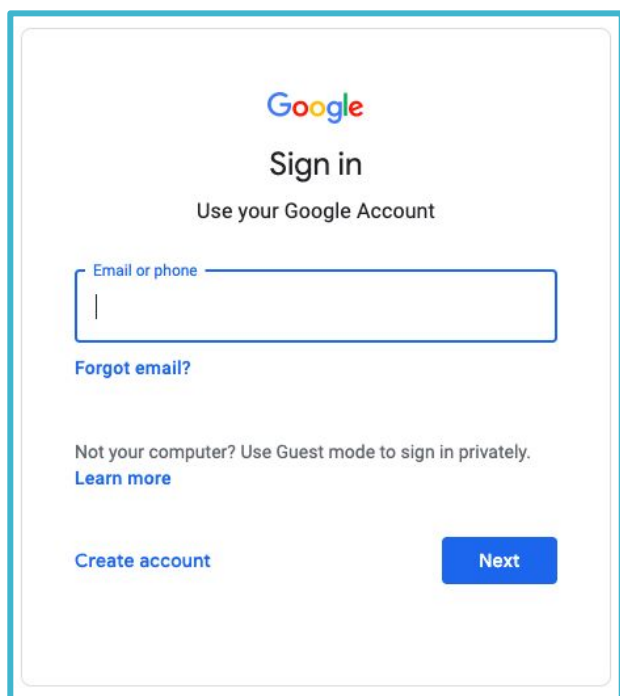 Google
Sign in
Use your Google Account
Email or phone
Forgot email?
Not your computer? Use Guest mode to sign in privately.
Learn more
Create account
Next